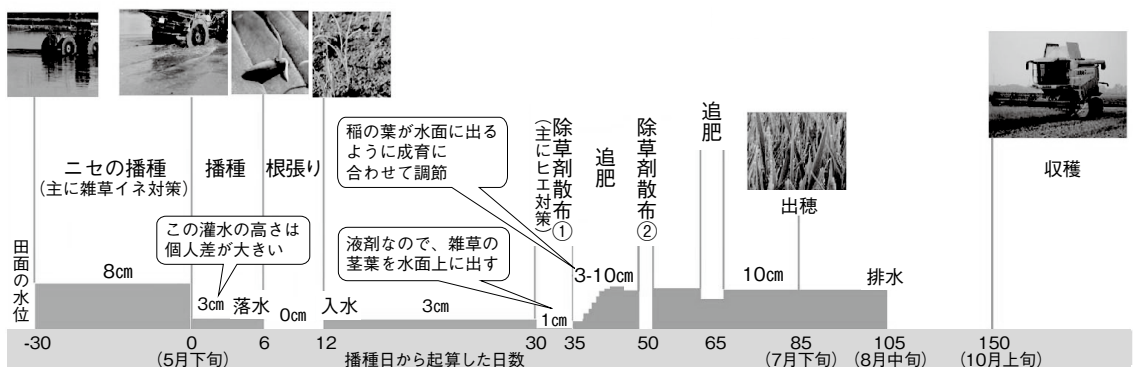 ニセの播種
(主に雑草イネ対策)
播種
根張り
稲の葉が水面に出る
ように成育に
合わせて調節
除草剤散布①
(主にヒエ対策)
追肥
除草剤散布②
追肥
出穂
収穫
この灌水の高さは
個人差が大きい
液剤なので、雑草の
茎葉を水面上に出す
田面の水位
8cm
3cm
落水
0cm
入水
3cm
1cm
3-10cm
10cm
排水
-30
0
6
12
30
35
50
65
85
105
150
(5月下旬)
播種日から起算した日数
(7月下旬)
(8月中旬)
(10月上旬)